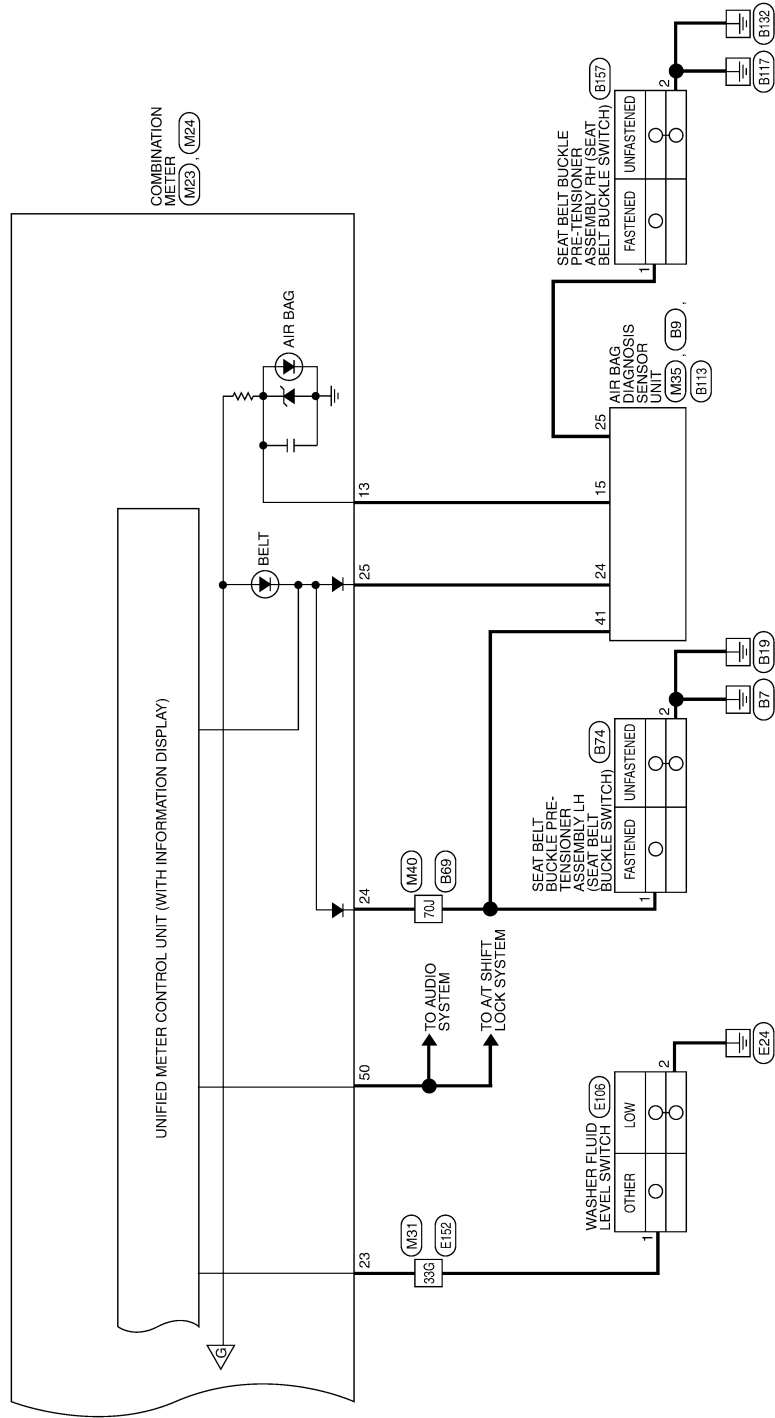 COMBINATION
METER
M23 , M24
UNIFIED METER CONTROL UNIT (WITH INFORMATION DISPLAY)
G
BELT
AIR BAG
23
50
24
25
13
33G
M31
E152
TO AUDIO
SYSTEM
TO A/T SHIFT
LOCK SYSTEM
70J
M40
B69
WASHER FLUID
LEVEL SWITCH
E106
OTHER
LOW
1
2
E24
SEAT BELT
BUCKLE PRE-
TENSIONER
ASSEMBLY LH
(SEAT BELT
BUCKLE SWITCH)
B74
FASTENED
UNFASTENED
1
2
B7
B19
41
24
15
25
AIR BAG
DIAGNOSIS
SENSOR
UNIT
M35 , B9 ,
B113
SEAT BELT BUCKLE
PRE-TENSIONER
ASSEMBLY RH (SEAT
BELT BUCKLE SWITCH)
B157
FASTENED
UNFASTENED
1
2
B117
B132